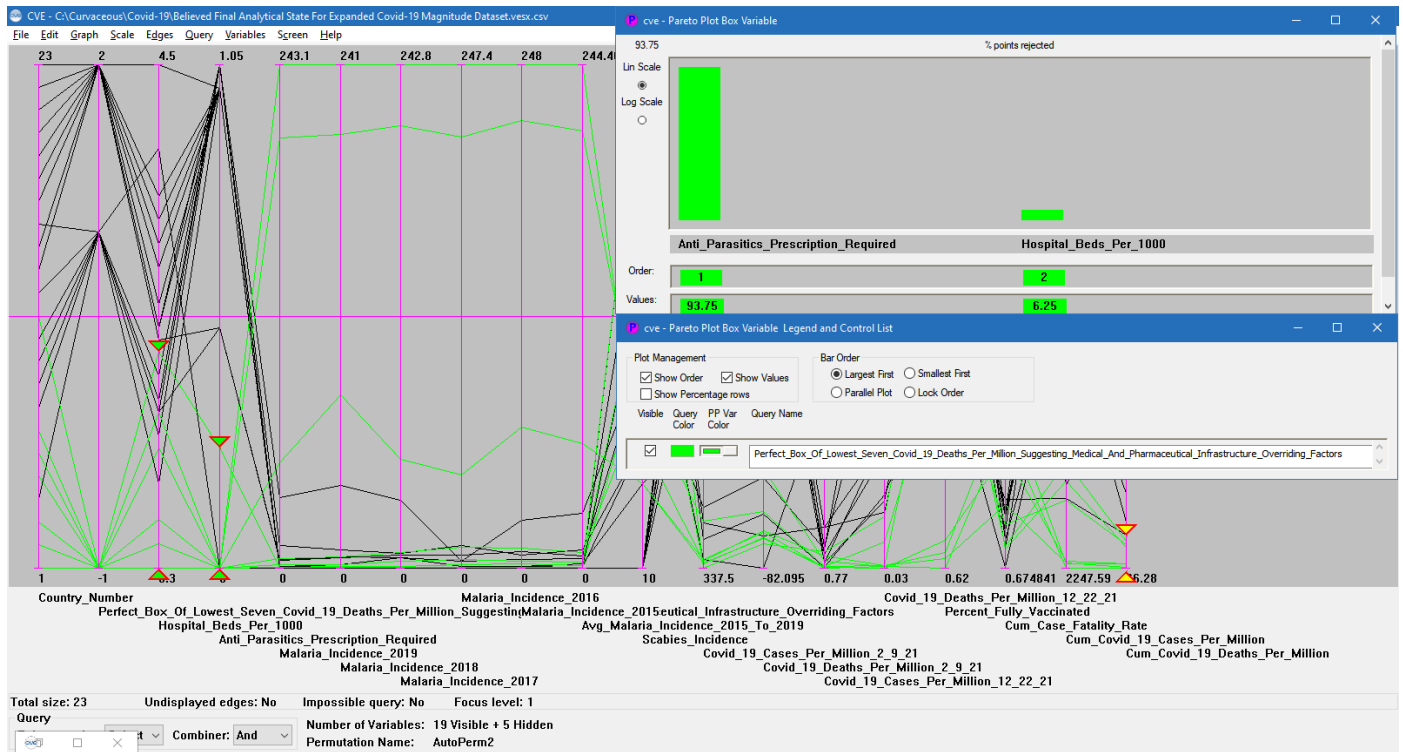 CVE - C:\Curvaceous\Covid-19\Believed Final Analytical State For Expanded Covid-19 Magnitude Dataset.vesx.csv
File Edit Graph Scale Edges Query Variables Screen Help
23 2 4.5 1.05 243.1 241 242.8 247.4 248
cve - Pareto Plot Box Variable
93.75 % points rejected
Lin Scale
Log Scale
Anti_Parasitics_Prescription_Required Hospital_Beds_Per_1000
Order: 1 2
Values: 93.75 6.25
cve - Pareto Plot Box Variable Legend and Control List
Plot Management Bar Order
Show Order Show Values Largest First Smallest First
Show Percentage rows Parallel Plot Lock Order
Visible Query Color PP Var Color Query Name
Perfect_Box_Of_Lowest_Seven_Covid_19_Deaths_Per_Million_Suggesting_Medical_And_Pharmaceutical_Infrastructure_Overriding_Factors
1 -1 0 0 0 0 0 0 10 337.5 -82.095 0.77 0.03 0.62 0.674841 2247.59
Country_Number Malaria_Incidence_2016 Covid_19_Deaths_Per_Million_12_22_21
Perfect_Box_Of_Lowest_Seven_Covid_19_Deaths_Per_Million_Suggesting Malaria_Incidence_2015 eutical_Infrastructure_Overriding_Factors Percent_Fully_Vaccinated
Hospital_Beds_Per_1000 Avg_Malaria_Incidence_2015_To_2019 Cum_Case_Fatality_Rate
Anti_Parasitics_Prescription_Required Scabies_Incidence Cum_Covid_19_Cases_Per_Million
Malaria_Incidence_2019 Covid_19_Cases_Per_Million_2_9_21 Cum_Covid_19_Deaths_Per_Million
Malaria_Incidence_2018 Covid_19_Deaths_Per_Million_2_9_21
Malaria_Incidence_2017 Covid_19_Cases_Per_Million_12_22_21
Total size: 23 Undisplayed edges: No Impossible query: No Focus level: 1
Query
Combiner: And Number of Variables: 19 Visible + 5 Hidden
Permutation Name: AutoPerm2
cve